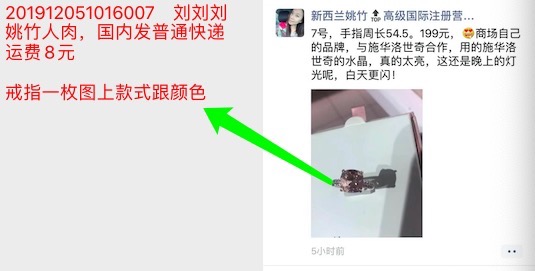 201912051016007 刘刘刘
姚竹人肉，国内发普通快递
运费8元
戒指一枚图上款式跟颜色
新西兰姚竹🔝高级国际注册营...
7号，手指周长54.5。199元，😍商场自己
的品牌，与施华洛世奇合作，用的施华洛
世奇的水晶，真的太亮，这还是晚上的灯
光呢，白天更闪！
5小时前